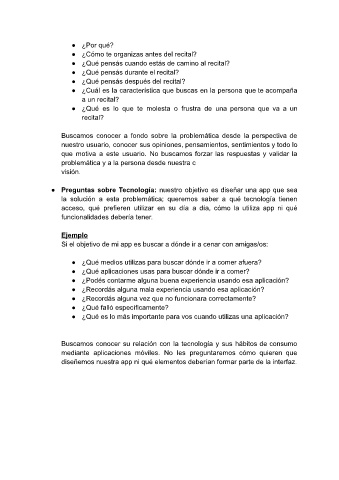 ● ¿Por qué?
● ¿Cómo te organizas antes del recital?
● ¿Qué pensás cuando estás de camino al recital?
● ¿Qué pensás durante el recital?
● ¿Qué pensás después del recital?
● ¿Cuál es la característica que buscas en la persona que te acompaña
a un recital?
● ¿Qué es lo que te molesta o frustra de una persona que va a un
recital?
Buscamos conocer a fondo sobre la problemática desde la perspectiva de
nuestro usuario, conocer sus opiniones, pensamientos, sentimientos y todo lo
que motiva a este usuario. No buscamos forzar las respuestas y validar la
problemática y a la persona desde nuestra c
visión.
● Preguntas sobre Tecnología: nuestro objetivo es diseñar una app que sea
la solución a esta problemática; queremos saber a qué tecnología tienen
acceso, qué prefieren utilizar en su día a día, cómo la utiliza app ni qué
funcionalidades debería tener.
Ejemplo
Si el objetivo de mi app es buscar a dónde ir a cenar con amigas/os:
● ¿Qué medios utilizas para buscar dónde ir a comer afuera?
● ¿Qué aplicaciones usas para buscar dónde ir a comer?
● ¿Podés contarme alguna buena experiencia usando esa aplicación?
● ¿Recordás alguna mala experiencia usando esa aplicación?
● ¿Recordás alguna vez que no funcionara correctamente?
● ¿Qué falló específicamente?
● ¿Qué es lo más importante para vos cuando utilizas una aplicación?
Buscamos conocer su relación con la tecnología y sus hábitos de consumo
mediante aplicaciones móviles. No les preguntaremos cómo quieren que
diseñemos nuestra app ni qué elementos deberían formar parte de la interfaz.